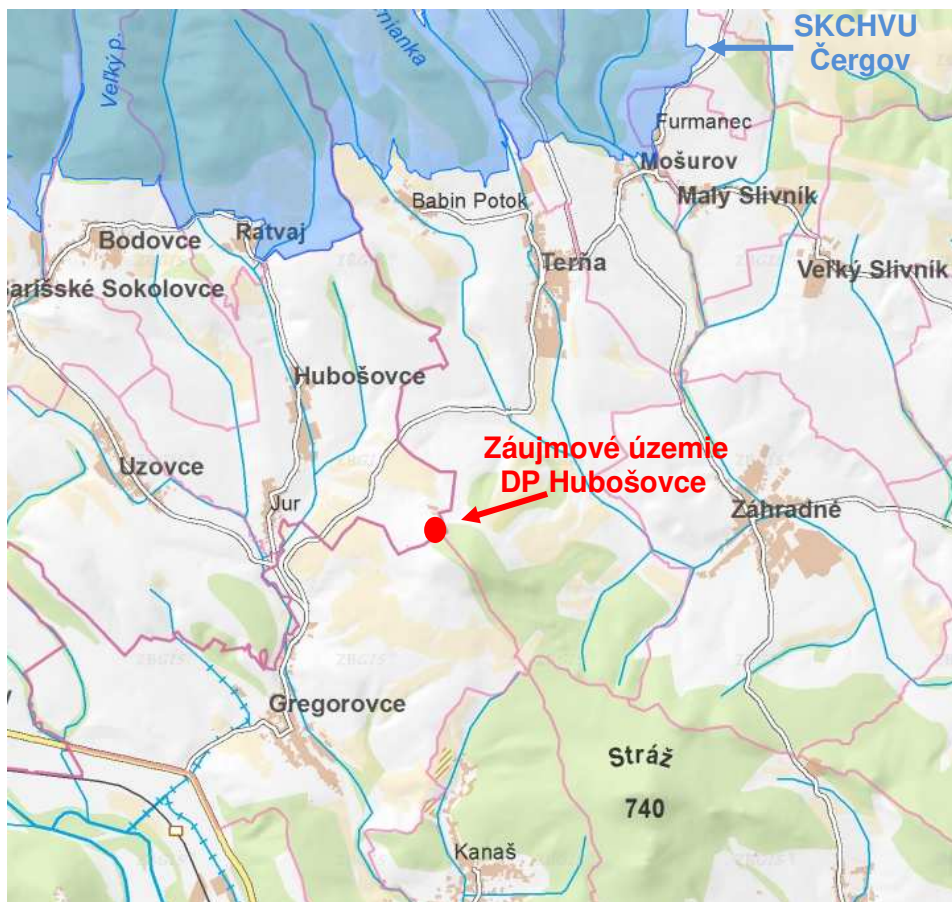 SKCHVU
Čergov
Veľký p.
Furmanec
Mošurov
Babin Potok
Malý Slivník
Bodovce
Ratvaj
Terňa
Veľký Slivník
Sokolovce
Hubošovce
Záujmové územie
DP Hubošovce
Uzovce
Jur
Záhradné
ZBGIS
Gregorovce
Stráž
740
Kanaš